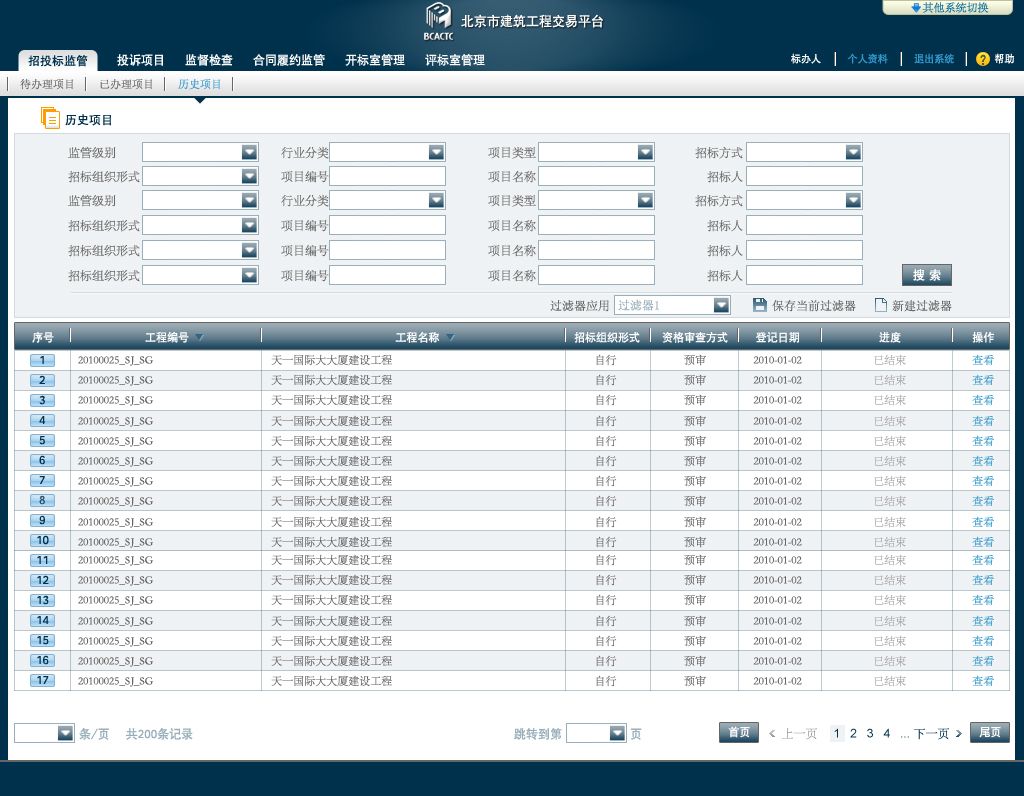 其他系统切换
BCACTC 北京市建筑工程交易平台
招投标监管 投诉项目 监督检查 合同履约监管 开标室管理 评标室管理 标办人 个人资料 退出系统 ? 帮助
待办理项目 已办理项目 历史项目
历史项目
监管级别 行业分类 项目类型 招标方式
招标组织形式 项目编号 项目名称 招标人
监管级别 行业分类 项目类型 招标方式
招标组织形式 项目编号 项目名称 招标人
招标组织形式 项目编号 项目名称 招标人
招标组织形式 项目编号 项目名称 招标人 搜 索
过滤器应用 过滤器1 保存当前过滤器 新建过滤器
序号 工程编号 工程名称 招标组织形式 资格审查方式 登记日期 进度 操作
1 20100025_SJ_SG 天一国际大大厦建设工程 自行 预审 2010-01-02 已结束 查看
2 20100025_SJ_SG 天一国际大大厦建设工程 自行 预审 2010-01-02 已结束 查看
3 20100025_SJ_SG 天一国际大大厦建设工程 自行 预审 2010-01-02 已结束 查看
4 20100025_SJ_SG 天一国际大大厦建设工程 自行 预审 2010-01-02 已结束 查看
5 20100025_SJ_SG 天一国际大大厦建设工程 自行 预审 2010-01-02 已结束 查看
6 20100025_SJ_SG 天一国际大大厦建设工程 自行 预审 2010-01-02 已结束 查看
7 20100025_SJ_SG 天一国际大大厦建设工程 自行 预审 2010-01-02 已结束 查看
8 20100025_SJ_SG 天一国际大大厦建设工程 自行 预审 2010-01-02 已结束 查看
9 20100025_SJ_SG 天一国际大大厦建设工程 自行 预审 2010-01-02 已结束 查看
10 20100025_SJ_SG 天一国际大大厦建设工程 自行 预审 2010-01-02 已结束 查看
11 20100025_SJ_SG 天一国际大大厦建设工程 自行 预审 2010-01-02 已结束 查看
12 20100025_SJ_SG 天一国际大大厦建设工程 自行 预审 2010-01-02 已结束 查看
13 20100025_SJ_SG 天一国际大大厦建设工程 自行 预审 2010-01-02 已结束 查看
14 20100025_SJ_SG 天一国际大大厦建设工程 自行 预审 2010-01-02 已结束 查看
15 20100025_SJ_SG 天一国际大大厦建设工程 自行 预审 2010-01-02 已结束 查看
16 20100025_SJ_SG 天一国际大大厦建设工程 自行 预审 2010-01-02 已结束 查看
17 20100025_SJ_SG 天一国际大大厦建设工程 自行 预审 2010-01-02 已结束 查看
条/页 共200条记录 跳转到第 页 首页 < 上一页 1 2 3 4 ... 下一页 > 尾页